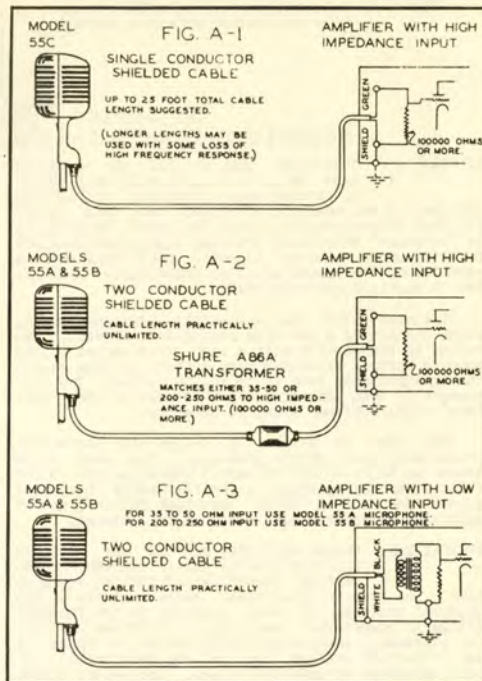 MODEL
55C
FIG. A-1
AMPLIFIER WITH HIGH
IMPEDANCE INPUT
SINGLE CONDUCTOR
SHIELDED CABLE
UP TO 25 FOOT TOTAL CABLE
LENGTH SUGGESTED.
(LONGER LENGTHS MAY BE
USED WITH SOME LOSS OF
HIGH FREQUENCY RESPONSE.)
GREEN
SHIELD
100000 OHMS
OR MORE.
MODELS
55A & 55B
FIG. A-2
AMPLIFIER WITH HIGH
IMPEDANCE INPUT
TWO CONDUCTOR
SHIELDED CABLE
CABLE LENGTH PRACTICALLY
UNLIMITED.
SHURE A86A
TRANSFORMER
MATCHES EITHER 35-50 OR
200-250 OHMS TO HIGH IMPED-
ANCE INPUT. (100000 OHMS OR
MORE.)
GREEN
SHIELD
100000 OHMS
OR MORE
MODELS
55A & 55B
FIG. A-3
AMPLIFIER WITH LOW
IMPEDANCE INPUT
FOR 35 TO 50 OHM INPUT USE MODEL 55A MICROPHONE.
FOR 200 TO 250 OHM INPUT USE MODEL 55B MICROPHONE.
TWO CONDUCTOR
SHIELDED CABLE
CABLE LENGTH PRACTICALLY
UNLIMITED.
SHIELD
WHITE
BLACK